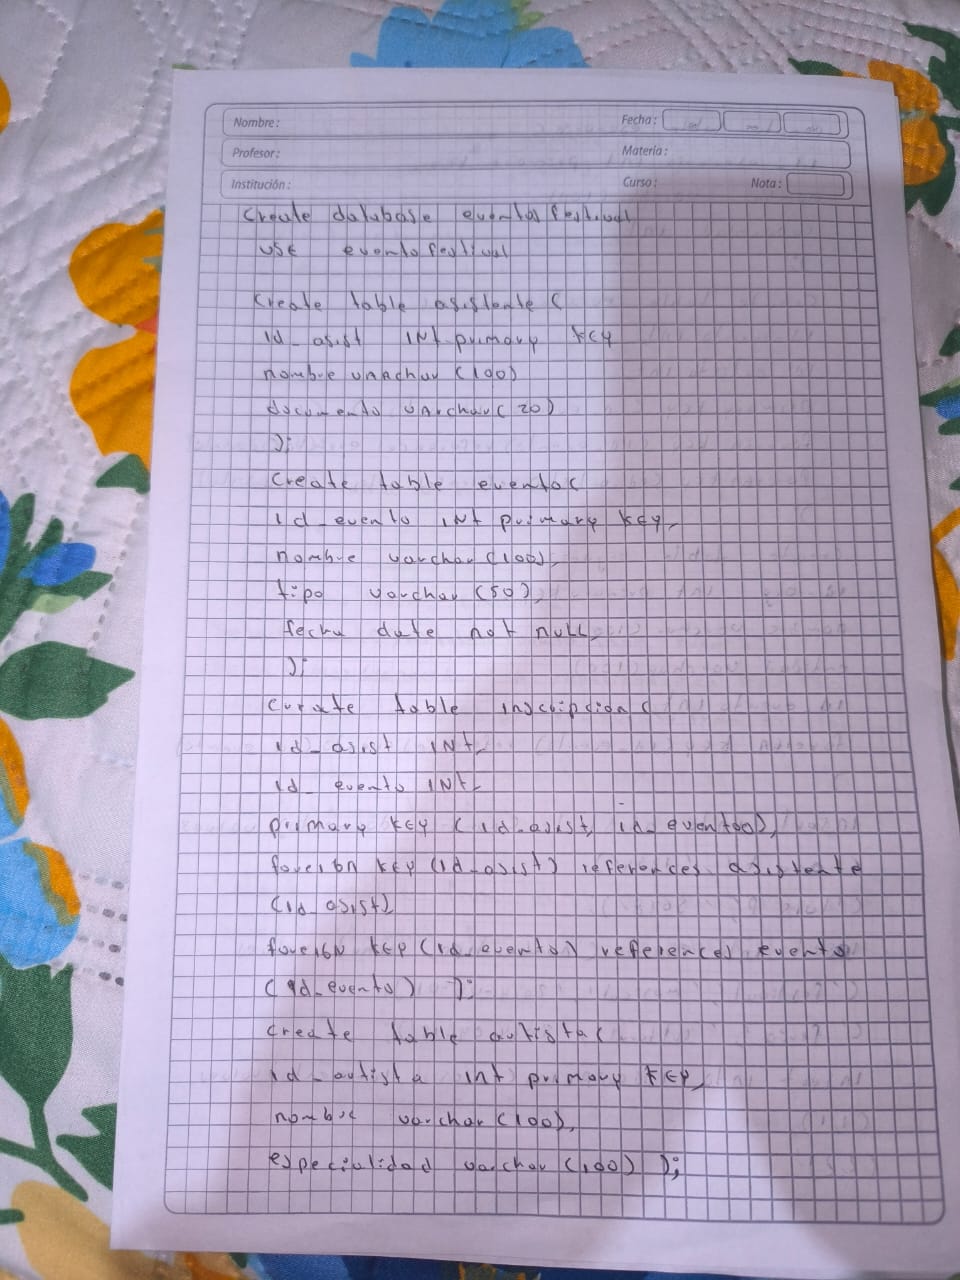 Nombre: Fecha:
Profesor: Materia:
Institución: Curso: Nota:
Create database eventosfestival
USE eventofestival
Create table asistente (
id_asist INt primary KEY
nombre varchar (100)
documento varchar (20)
);
Create table evento(
id_evento INt primary KEY,
nombre varchar (100),
tipo varchar (50),
fecha date not null,
);
Create table inscripcion (
id_asist INt,
id_evento INt,
primary KEY (id_asist, id_evento),
foreign KEY (id_asist) references asistente
(id_asist)
foreign KEY (id_evento) references evento
(id_evento) );
Create table artista (
id_artista int primary KEY,
nombre varchar (100),
especialidad varchar (100) );